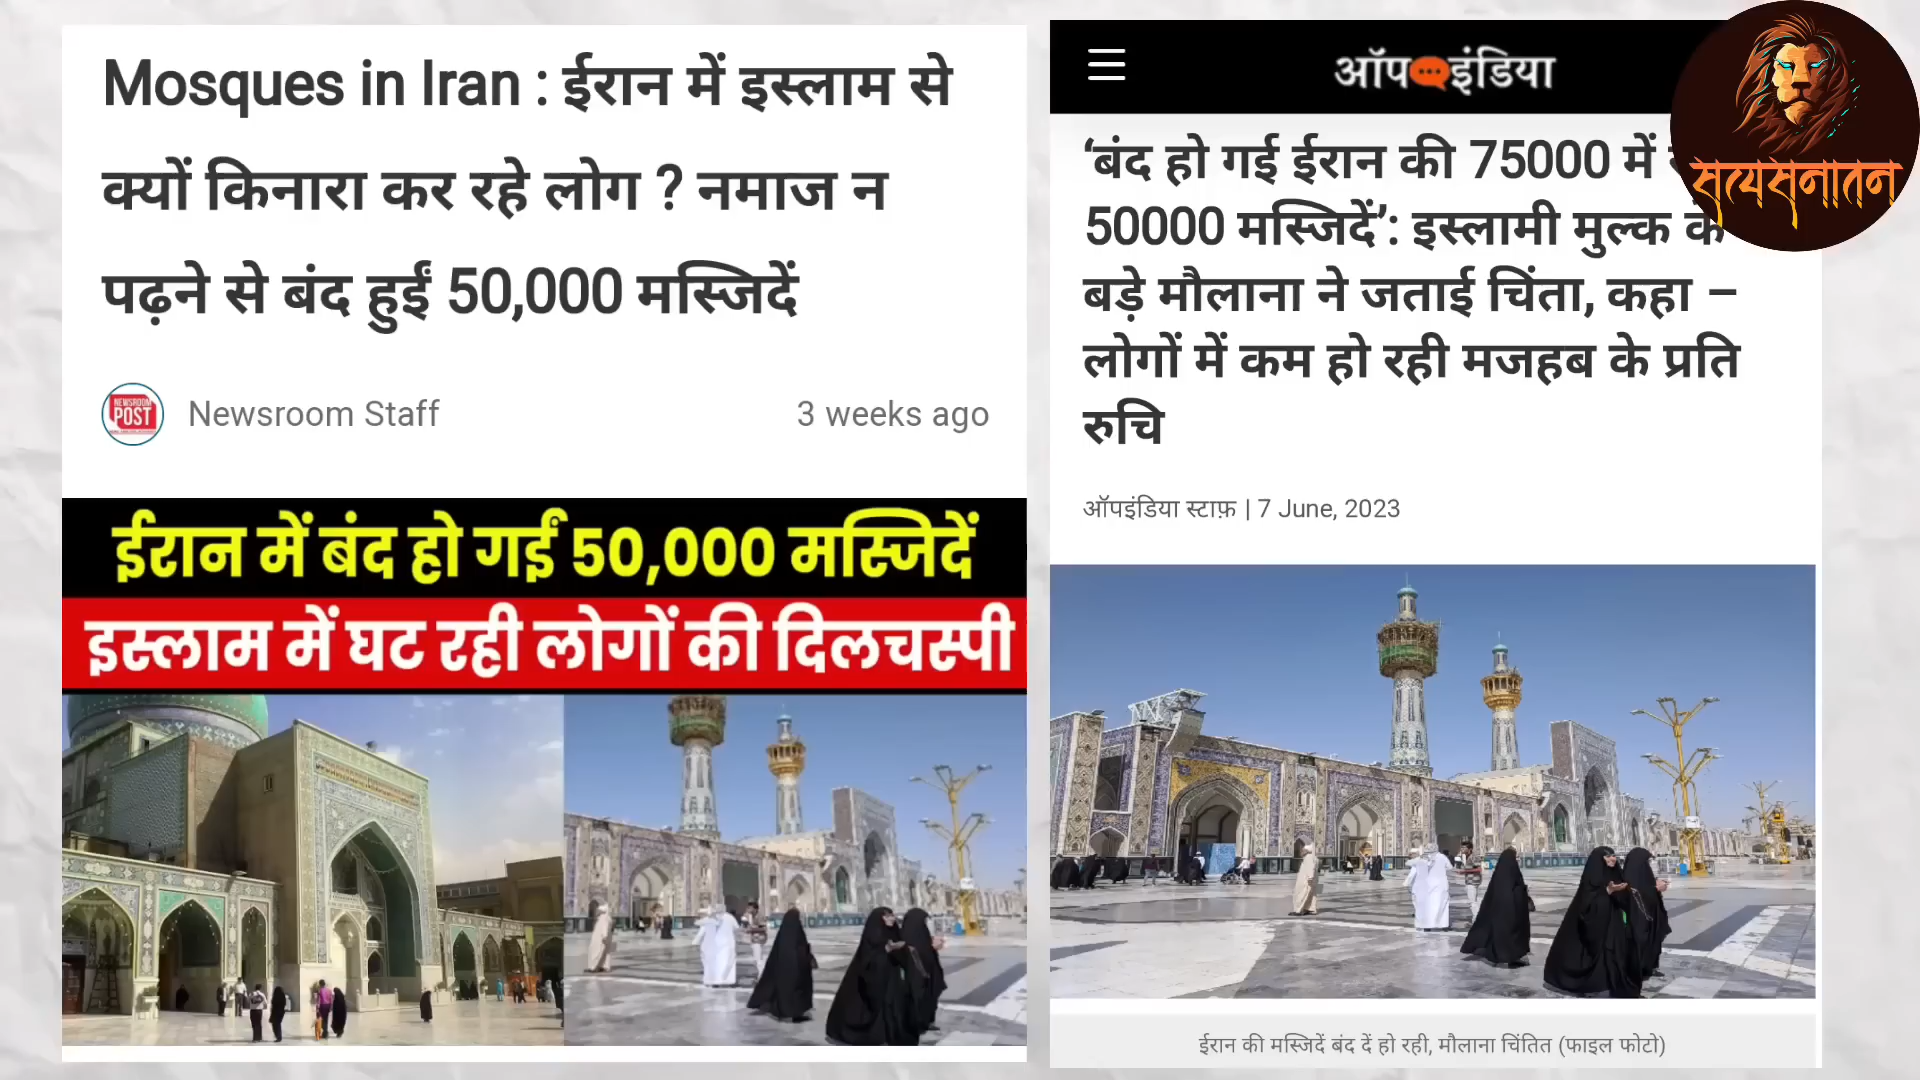 Mosques in Iran : ईरान में इस्लाम से
क्यों किनारा कर रहे लोग ? नमाज न
पढ़ने से बंद हुईं 50,000 मस्जिदें
NEWSROOM
POST
Newsroom Staff
3 weeks ago
ईरान में बंद हो गईं 50,000 मस्जिदें
इस्लाम में घट रही लोगों की दिलचस्पी
ऑपइंडिया
सत्यसनातन
‘बंद हो गई ईरान की 75000 में
50000 मस्जिदें’: इस्लामी मुल्क के
बड़े मौलाना ने जताई चिंता, कहा –
लोगों में कम हो रही मजहब के प्रति
रुचि
ऑपइंडिया स्टाफ़ | 7 June, 2023
ईरान की मस्जिदें बंद दें हो रही, मौलाना चिंतित (फाइल फोटो)